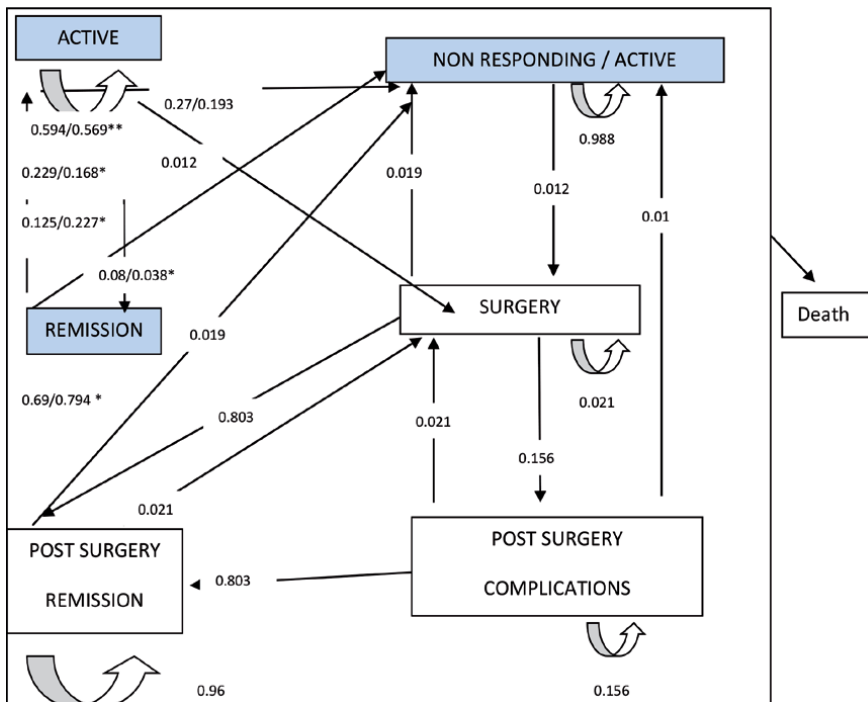 ACTIVE
NON RESPONDING / ACTIVE
0.27/0.193
0.594/0.569**
0.988
0.012
0.229/0.168*
0.019
0.012
0.01
0.125/0.227*
0.08/0.038*
SURGERY
Death
REMISSION
0.019
0.69/0.794 *
0.021
0.803
0.021
0.156
0.021
POST SURGERY
REMISSION
POST SURGERY
COMPLICATIONS
0.803
0.96
0.156